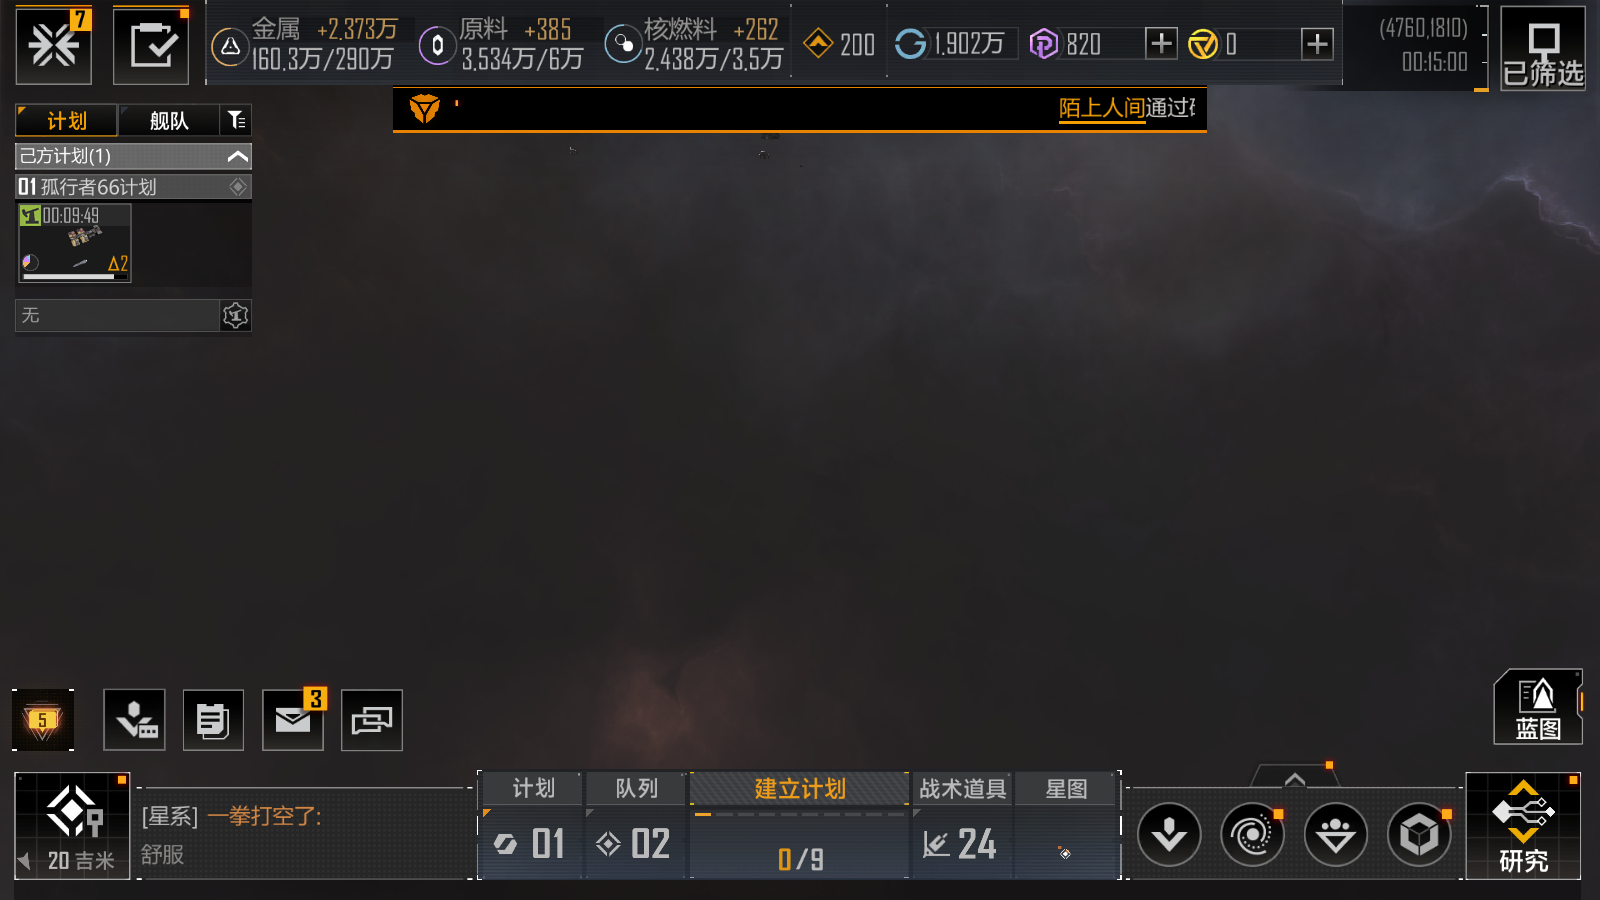 7
金属 +2.373万
160.3万/290万
原料 +385
3.534万/6万
核燃料 +262
2.438万/3.5万
200
1.902万
820
0
(4760,1810)
00:15:00
已筛选
陌上人间通过
计划
舰队
己方计划(1)
01 孤行者66计划
00:09:49
2
无
5
3
蓝图
20 吉米
[星系] 一拳打空了:
舒服
计划
队列
建立计划
战术道具
星图
01
02
0/9
24
研究